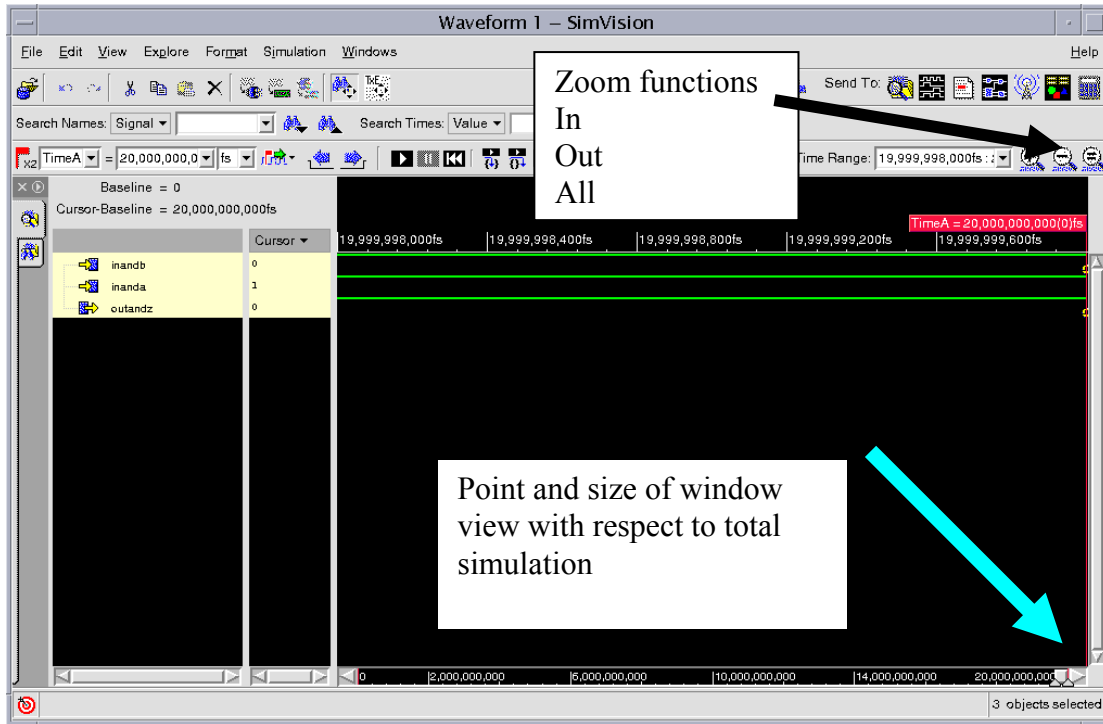 Waveform 1 – SimVision
File Edit View Explore Format Simulation Windows Help
Zoom functions
In
Out
All
Send To:
Search Names: Signal
Search Times: Value
x2 TimeA = 20,000,000,0 fs
Time Range: 19,999,998,000fs :
Baseline = 0
Cursor-Baseline = 20,000,000,000fs
TimeA = 20,000,000,000(0)fs
Cursor
19,999,998,000fs 19,999,998,400fs 19,999,998,800fs 19,999,999,200fs 19,999,999,600fs
inandb 0
inanda 1
outandz 0
Point and size of window
view with respect to total
simulation
0 2,000,000,000 6,000,000,000 10,000,000,000 14,000,000,000 20,000,000,000
3 objects selected